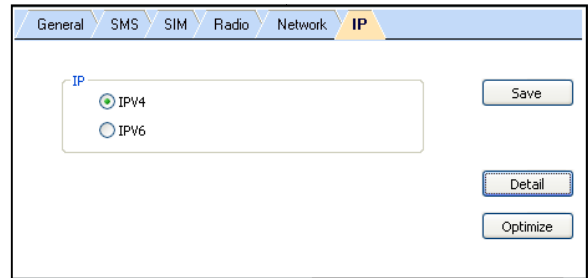 General SMS SIM Radio Network IP
IP
IPV4
IPV6
Save
Detail
Optimize